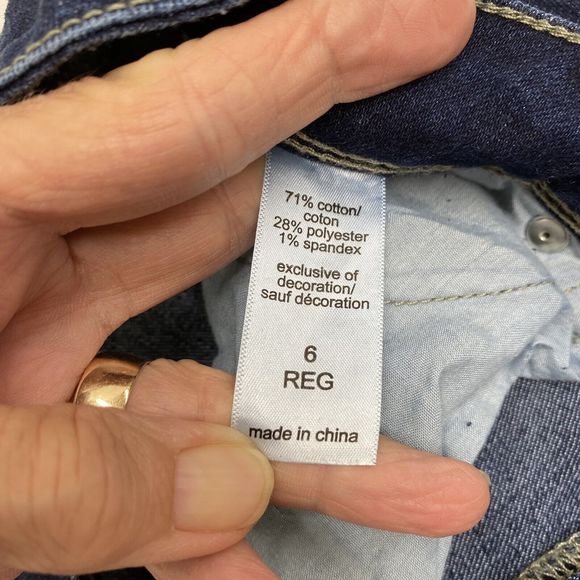 71% cotton/
coton
28% polyester
1% spandex
exclusive of
decoration/
sauf décoration
6
REG
made in china